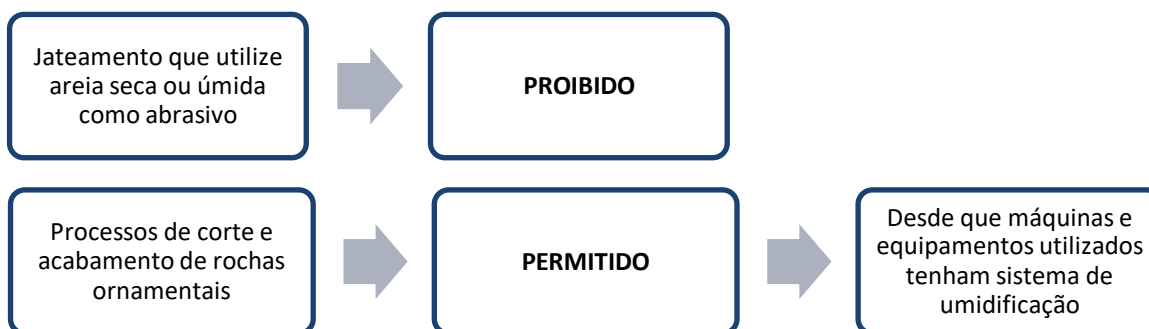 Jateamento que utilize
areia seca ou úmida
como abrasivo
PROIBIDO
Processos de corte e
acabamento de rochas
ornamentais
PERMITIDO
Desde que máquinas e
equipamentos utilizados
tenham sistema de
umidificação